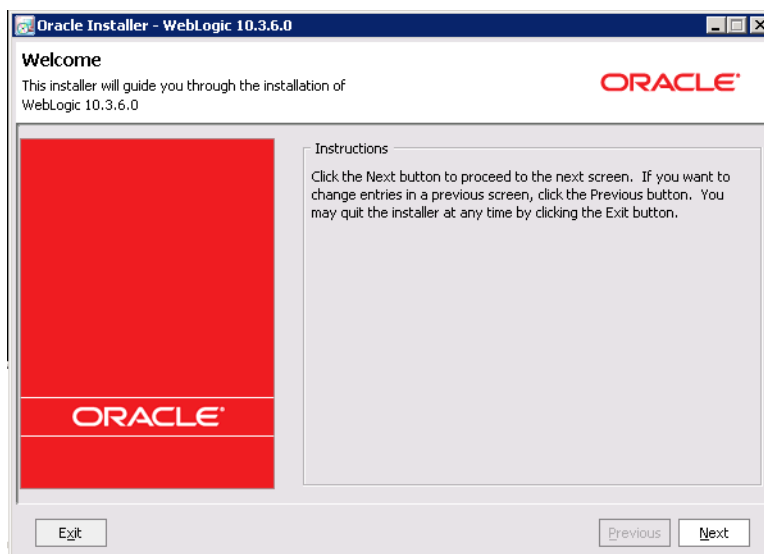 Oracle Installer - WebLogic 10.3.6.0
Welcome
This installer will guide you through the installation of
WebLogic 10.3.6.0
ORACLE®
Instructions
Click the Next button to proceed to the next screen. If you want to
change entries in a previous screen, click the Previous button. You
may quit the installer at any time by clicking the Exit button.
ORACLE®
Exit
Previous
Next